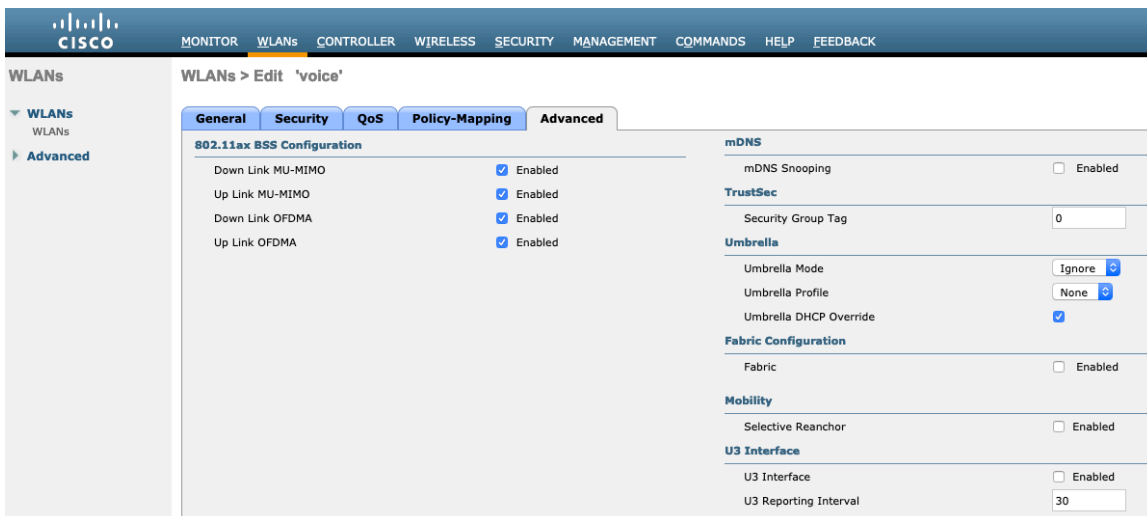 CISCO
MONITOR WLANs CONTROLLER WIRELESS SECURITY MANAGEMENT COMMANDS HELP FEEDBACK
WLANs
WLANs
WLANs
Advanced
WLANs > Edit 'voice'
General Security QoS Policy-Mapping Advanced
802.11ax BSS Configuration
Down Link MU-MIMO Enabled
Up Link MU-MIMO Enabled
Down Link OFDMA Enabled
Up Link OFDMA Enabled
mDNS
mDNS Snooping Enabled
TrustSec
Security Group Tag 0
Umbrella
Umbrella Mode Ignore
Umbrella Profile None
Umbrella DHCP Override
Fabric Configuration
Fabric Enabled
Mobility
Selective Reanchor Enabled
U3 Interface
U3 Interface Enabled
U3 Reporting Interval 30